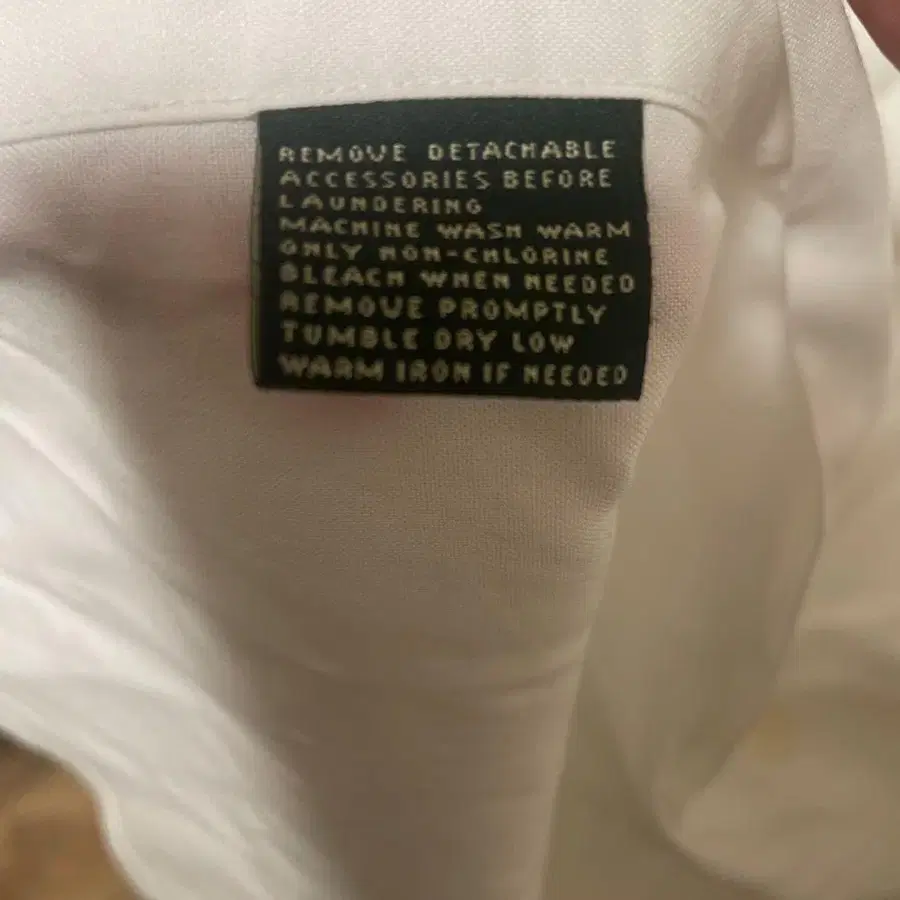 REMOVE DETACHABLE
ACCESSORIES BEFORE
LAUNDERING
MACHINE WASH WARM
ONLY NON-CHLORINE
BLEACH WHEN NEEDED
REMOVE PROMPTLY
TUMBLE DRY LOW
WARM IRON IF NEEDED